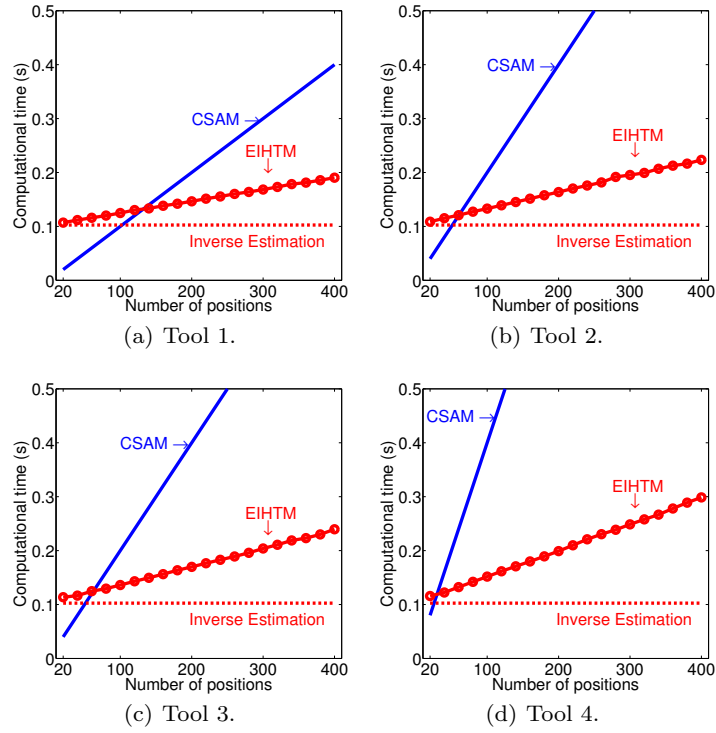 0.5
0.4
0.3
0.2
0.1
0
Computational time (s)
CSAM →
EIHTM
↓
Inverse Estimation
20 100 200 300 400
Number of positions
(a) Tool 1.
0.5
0.4
0.3
0.2
0.1
0
Computational time (s)
CSAM →
EIHTM
↓
Inverse Estimation
20 100 200 300 400
Number of positions
(b) Tool 2.
0.5
0.4
0.3
0.2
0.1
0
Computational time (s)
CSAM →
EIHTM
↓
Inverse Estimation
20 100 200 300 400
Number of positions
(c) Tool 3.
0.5
0.4
0.3
0.2
0.1
0
Computational time (s)
CSAM →
EIHTM
↓
Inverse Estimation
20 100 200 300 400
Number of positions
(d) Tool 4.